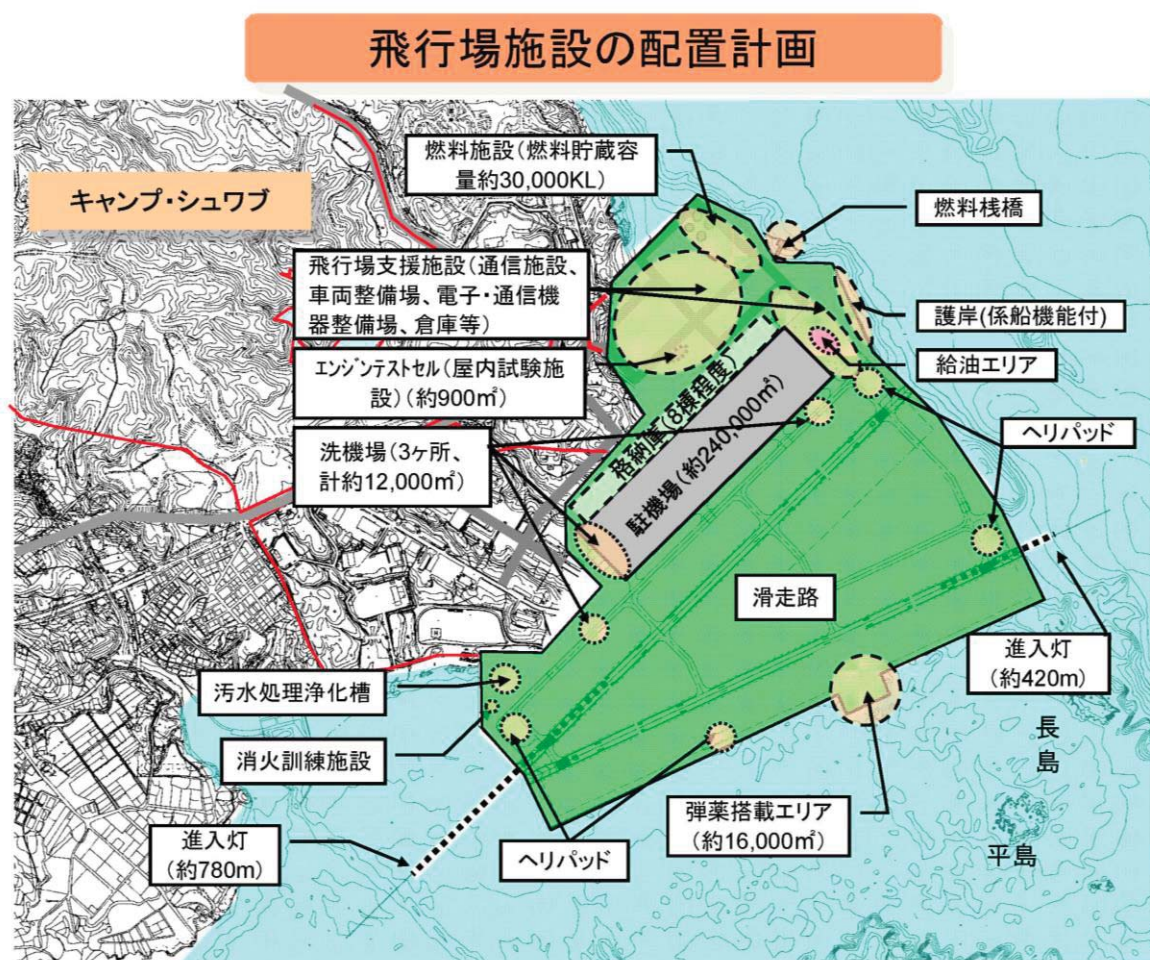 飛行場施設の配置計画
キャンプ・シュワブ
燃料施設(燃料貯蔵容
量約30,000KL)
燃料桟橋
飛行場支援施設(通信施設、
車両整備場、電子・通信機
器整備場、倉庫等)
護岸(係船機能付)
エンジンテストセル(屋内試験施
設)(約900㎡)
給油エリア
格納庫(8棟程度)
駐機場(約240,000㎡)
洗機場(3ヶ所、
計約12,000㎡)
ヘリパッド
滑走路
進入灯
(約420m)
汚水処理浄化槽
長
島
消火訓練施設
弾薬搭載エリア
(約16,000㎡)
進入灯
(約780m)
ヘリパッド
平島